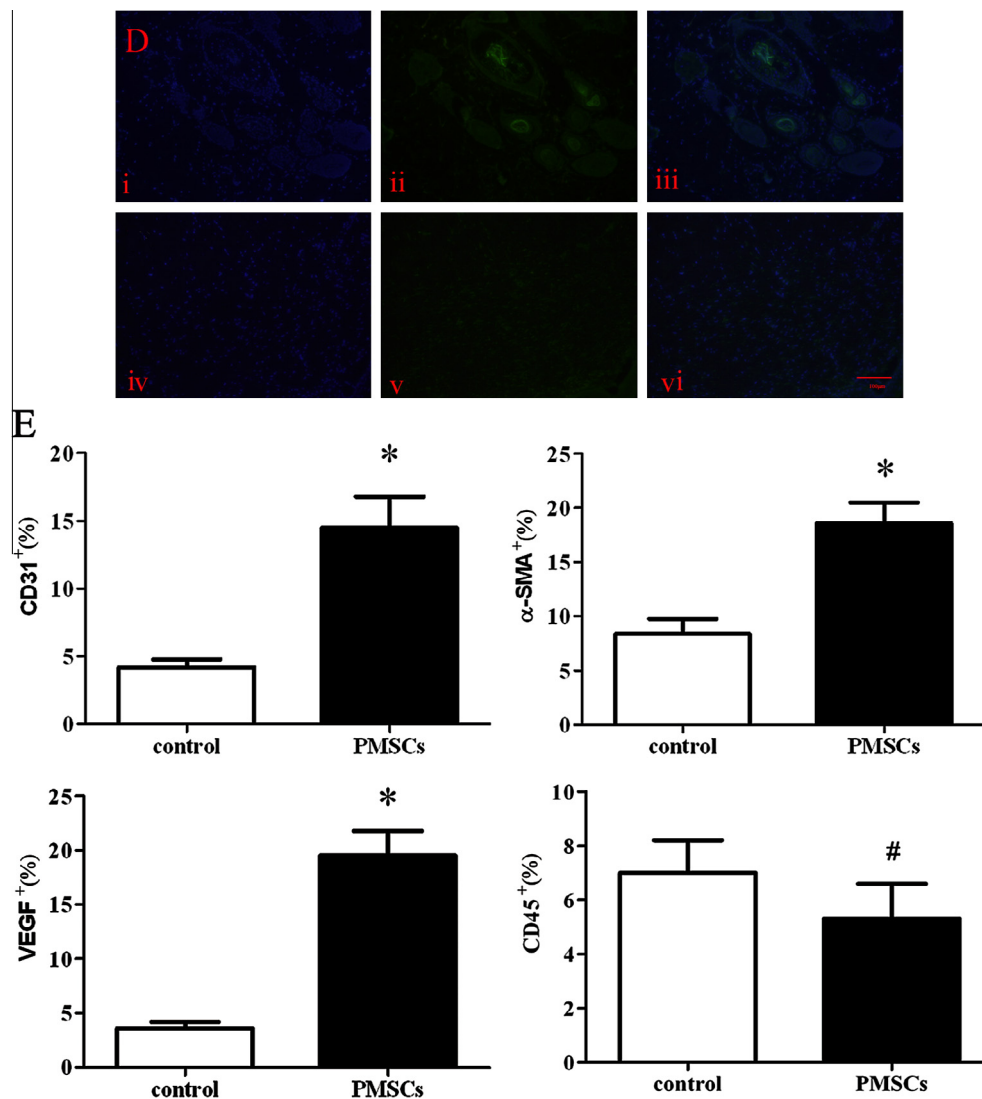 D
i
ii
iii
iv
v
vi
100μm
E
20
15
10
5
0
CD31+(%)
*
control
PMSCs
25
20
15
10
5
0
α-SMA+(%)
*
control
PMSCs
25
20
15
10
5
0
VEGF+(%)
*
control
PMSCs
10
8
6
4
2
0
CD45+(%)
#
control
PMSCs